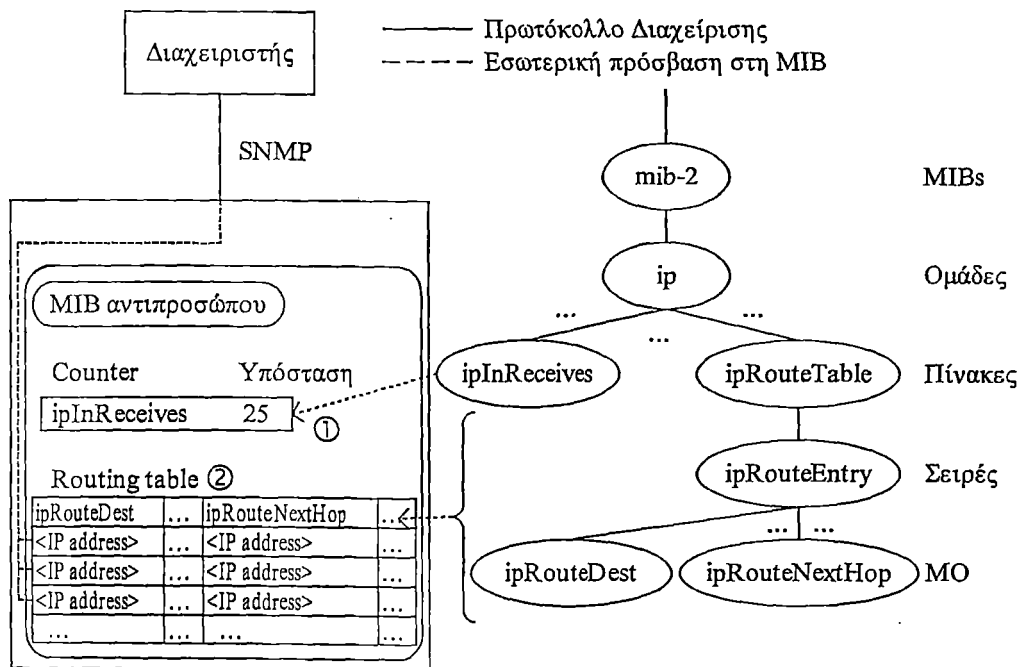 Διαχειριστής
Πρωτόκολλο Διαχείρισης
Εσωτερική πρόσβαση στη MIB
SNMP
mib-2
MIBs
ip
Ομάδες
MIB αντιπροσώπου
... ... ...
Counter Υπόσταση
ipInReceives
ipRouteTable
Πίνακες
ipInReceives 25
①
Routing table ②
ipRouteEntry
Σειρές
ipRouteDest ... ipRouteNextHop ...
<IP address> ... <IP address> ...
<IP address> ... <IP address> ...
<IP address> ... <IP address> ...
... ... ... ...
... ...
ipRouteDest
ipRouteNextHop
MO